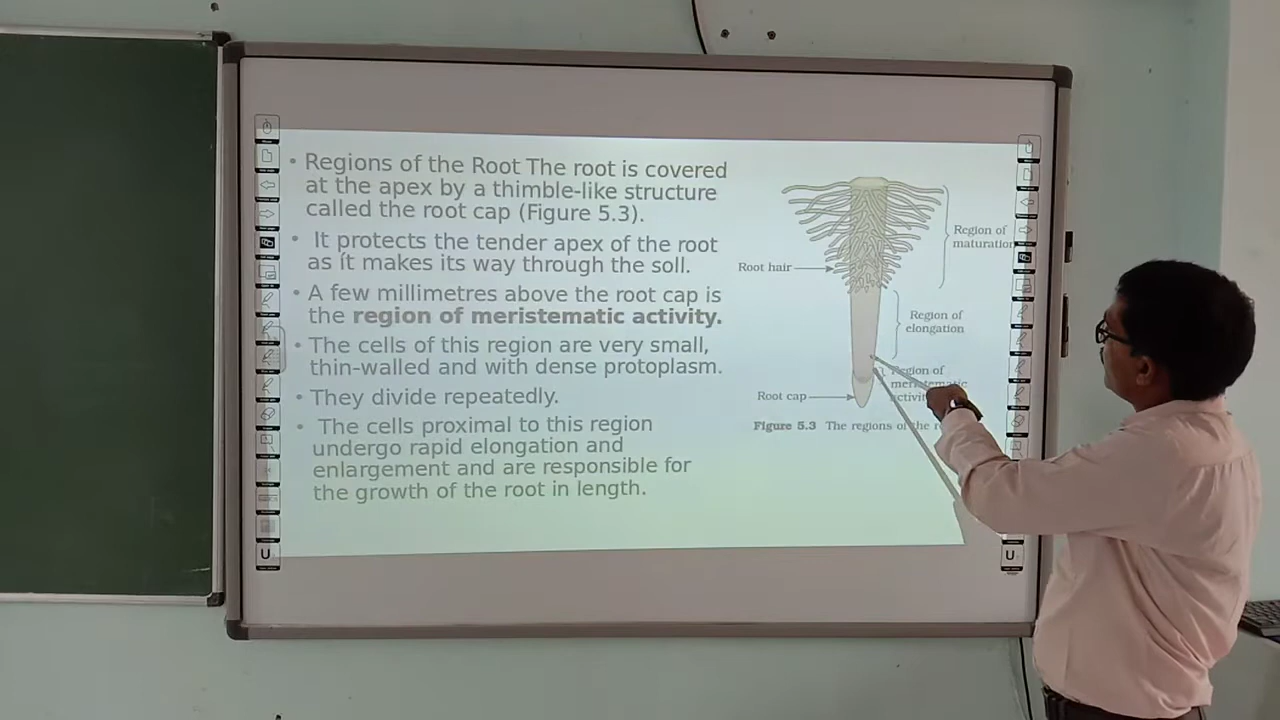 • Regions of the Root The root is covered
at the apex by a thimble-like structure
called the root cap (Figure 5.3).
• It protects the tender apex of the root
as it makes its way through the soll.
• A few millimetres above the root cap is
the region of meristematic activity.
• The cells of this region are very small,
thin-walled and with dense protoplasm.
• They divide repeatedly.
• The cells proximal to this region
undergo rapid elongation and
enlargement and are responsible for
the growth of the root in length.
Region of
maturation
Root hair
Region of
elongation
Region of
meristematic
activity
Root cap
Figure 5.3 The regions of the
U
U